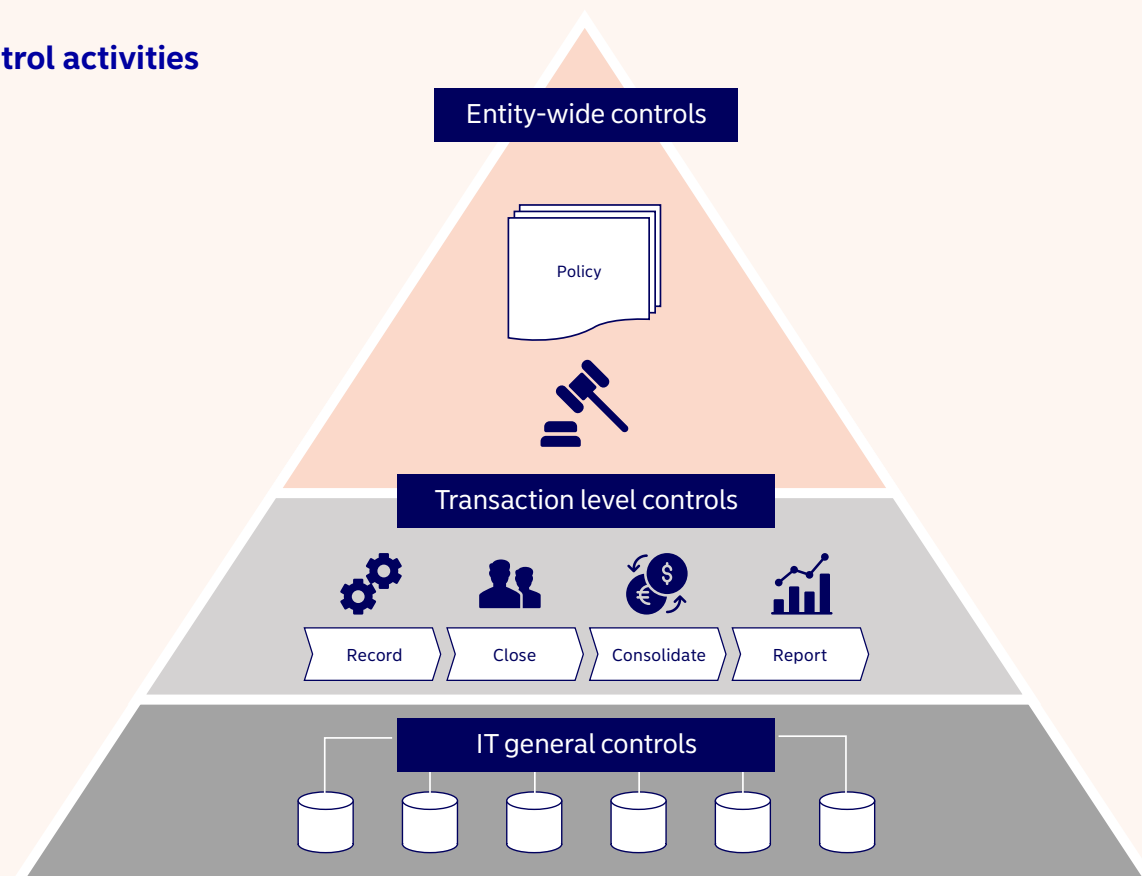 trol activities
Entity-wide controls
Policy
Transaction level controls
Record
Close
Consolidate
Report
IT general controls